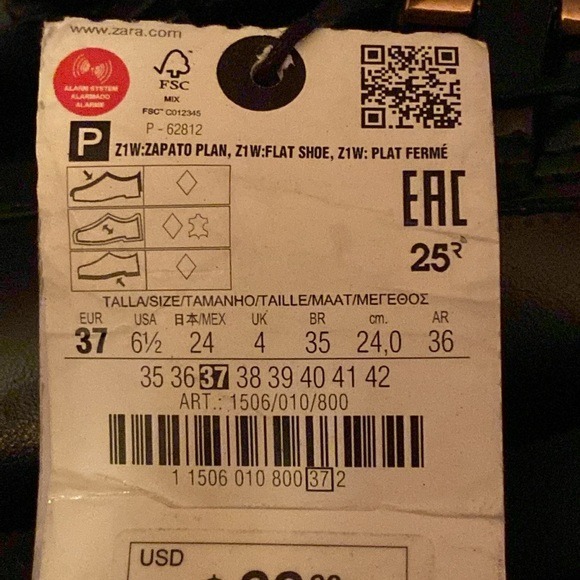 www.zara.com
ALARM SYSTEM
ALARMADO
ALARME
FSC
MIX
FSC™ C012345
P - 62812
P
Z1W:ZAPATO PLAN, Z1W:FLAT SHOE, Z1W: PLAT FERMÉ
EAC
25R
TALLA/SIZE/TAMANHO/TAILLE/MAAT/ΜΕΓΕΘΟΣ
EUR USA 日本/MEX UK BR cm. AR
37 6½ 24 4 35 24,0 36
35 36 37 38 39 40 41 42
ART.: 1506/010/800
1 1506 010 800 37 2
USD